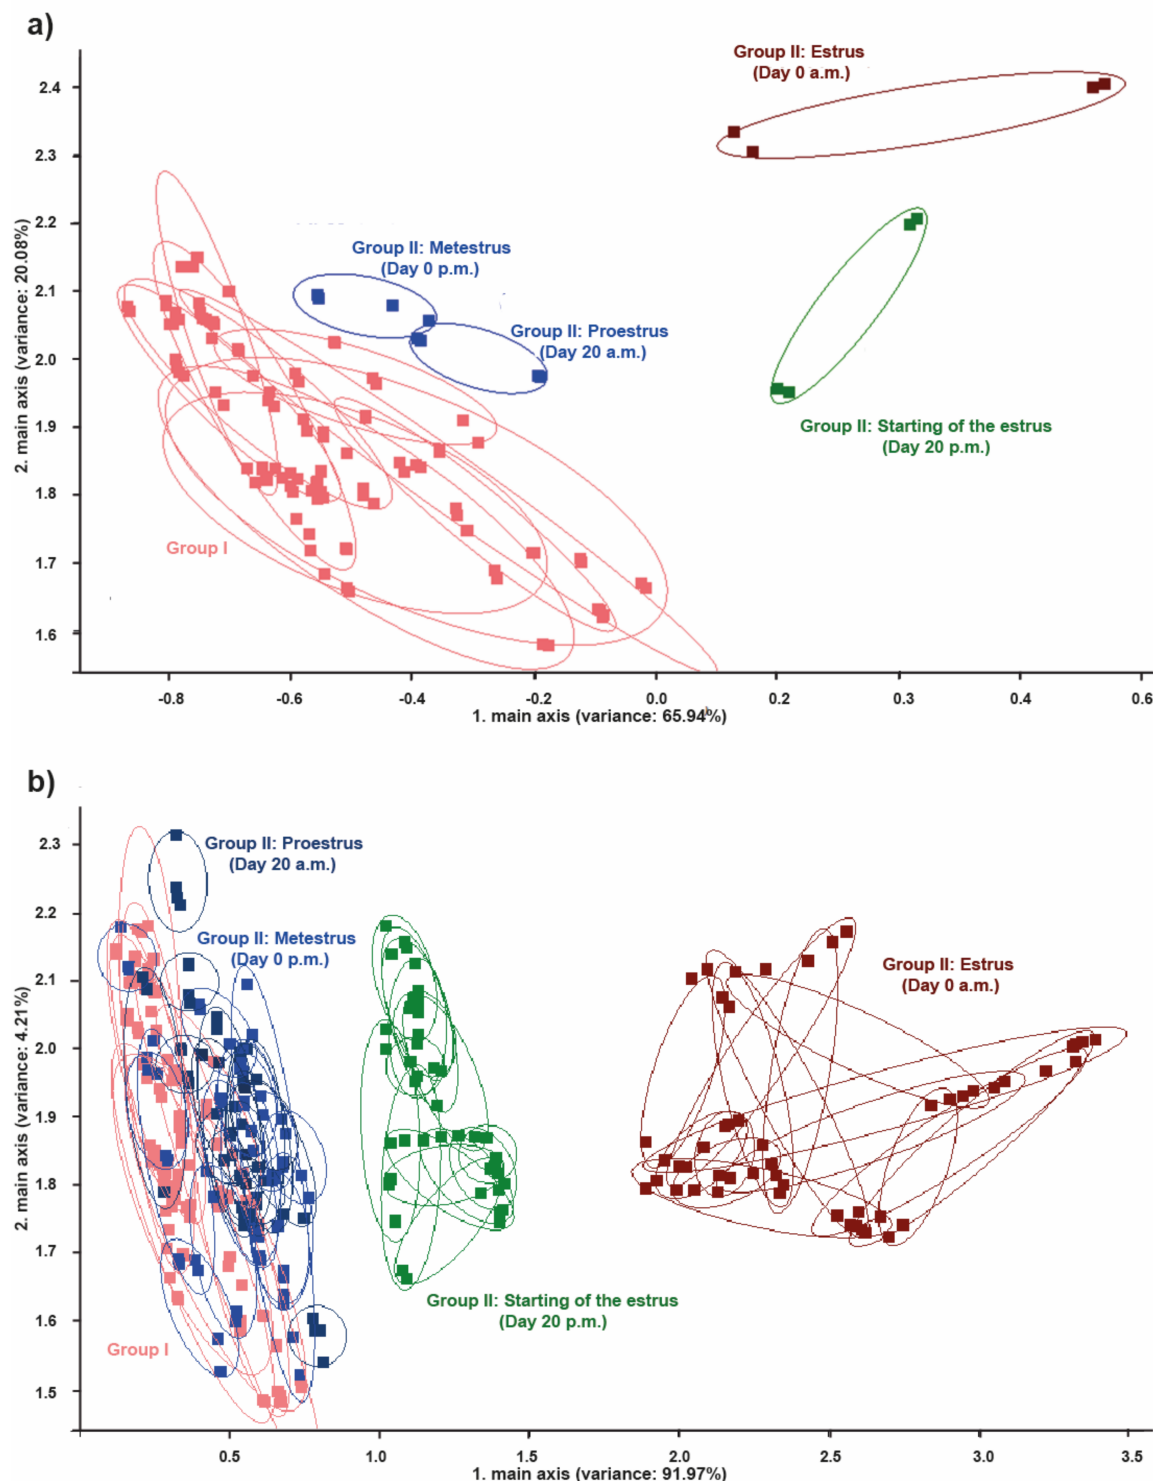 a)
Group II: Estrus
(Day 0 a.m.)
2.4
2.3
2.2
2.1
2.0
1.9
1.8
1.7
1.6
2. main axis (variance: 20.08%)
Group II: Metestrus
(Day 0 p.m.)
Group II: Proestrus
(Day 20 a.m.)
Group II: Starting of the estrus
(Day 20 p.m.)
Group I
-0.8
-0.6
-0.4
-0.2
0.0
0.2
0.3
0.4
0.6
1. main axis (variance: 65.94%)
b)
2.3
2.2
2.1
2.0
1.9
1.8
1.7
1.6
1.5
2. main axis (variance: 4.21%)
Group II: Proestrus
(Day 20 a.m.)
Group II: Metestrus
(Day 0 p.m.)
Group II: Estrus
(Day 0 a.m.)
Group II: Starting of the estrus
(Day 20 p.m.)
Group I
0.5
1.0
1.5
2.0
2.5
3.0
3.5
1. main axis (variance: 91.97%)